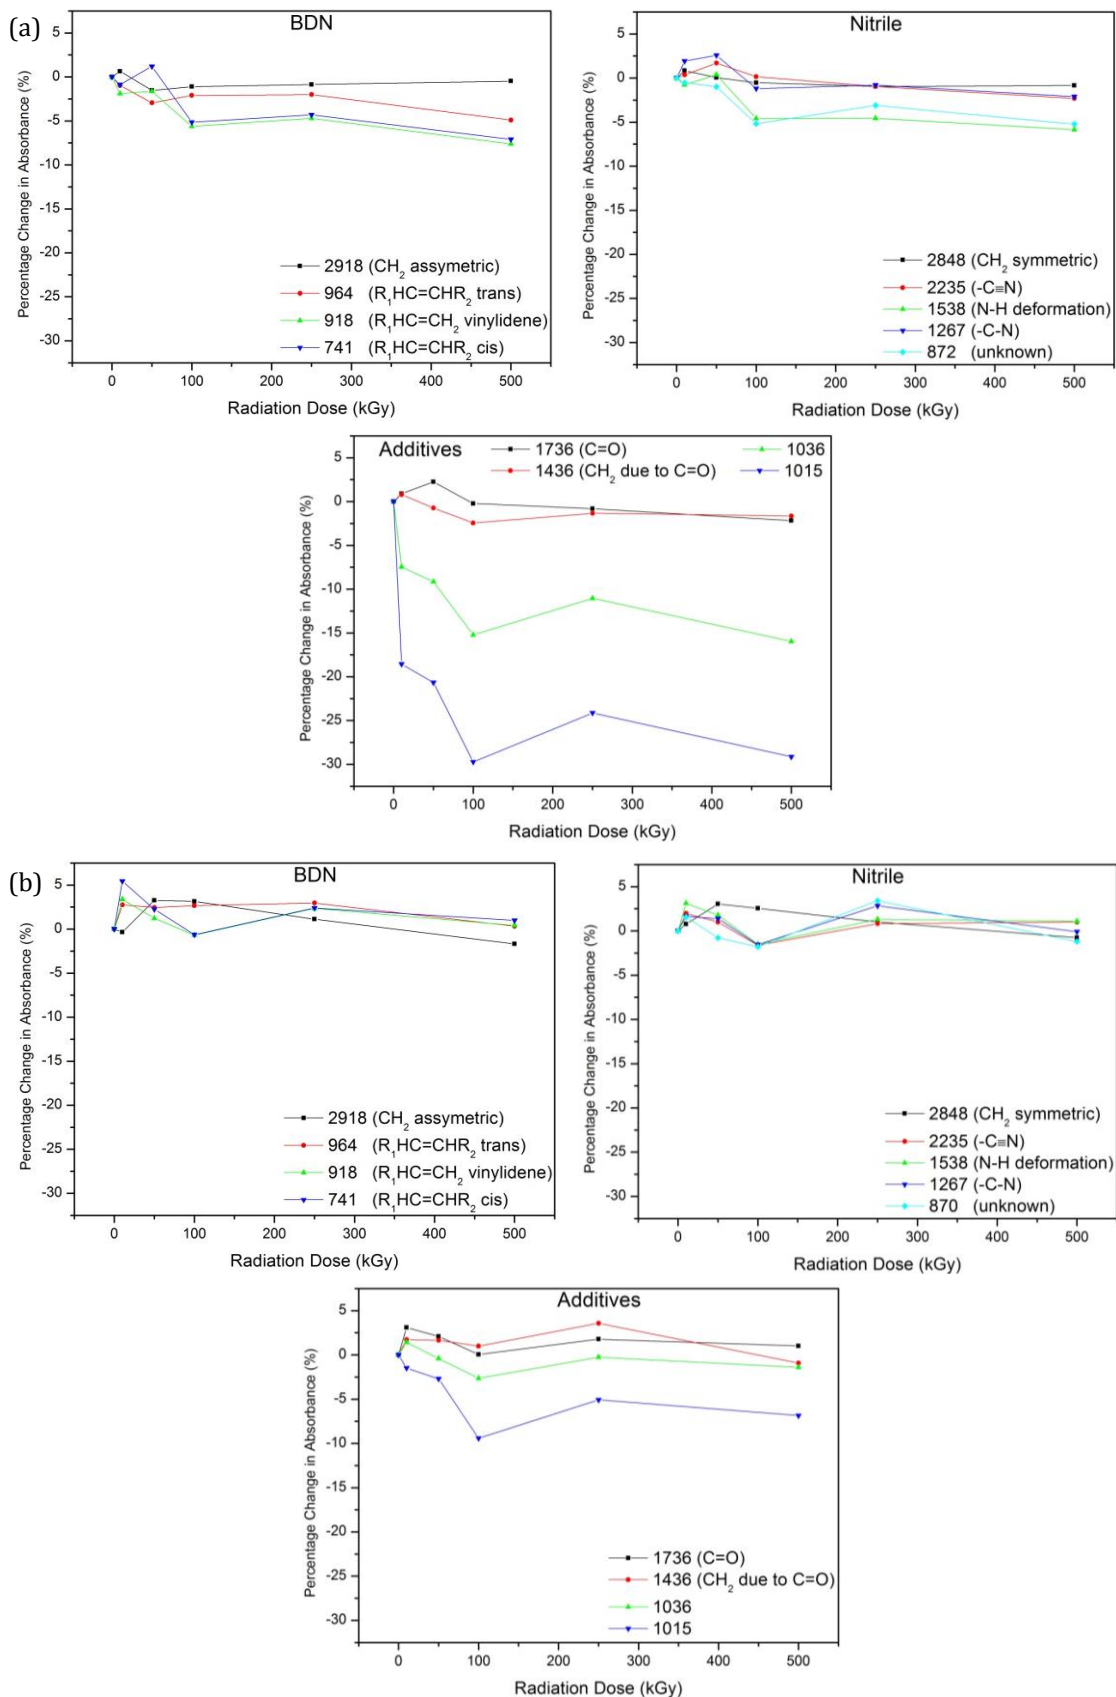 (a)
BDN
Percentage Change in Absorbance (%)
5
0
-5
-10
-15
-20
-25
-30
2918 (CH₂ assymetric)
964 (R₁HC=CHR₂ trans)
918 (R₁HC=CH₂ vinylidene)
741 (R₁HC=CHR₂ cis)
0 100 200 300 400 500
Radiation Dose (kGy)
Nitrile
Percentage Change in Absorbance (%)
5
0
-5
-10
-15
-20
-25
-30
2848 (CH₂ symmetric)
2235 (-C≡N)
1538 (N-H deformation)
1267 (-C-N)
872 (unknown)
0 100 200 300 400 500
Radiation Dose (kGy)
Additives
1736 (C=O) 1036
1436 (CH₂ due to C=O) 1015
Percentage Change in Absorbance (%)
5
0
-5
-10
-15
-20
-25
-30
0 100 200 300 400 500
Radiation Dose (kGy)
(b)
BDN
Percentage Change in Absorbance (%)
5
0
-5
-10
-15
-20
-25
-30
2918 (CH₂ assymetric)
964 (R₁HC=CHR₂ trans)
918 (R₁HC=CH₂ vinylidene)
741 (R₁HC=CHR₂ cis)
0 100 200 300 400 500
Radiation Dose (kGy)
Nitrile
Percentage Change in Absorbance (%)
5
0
-5
-10
-15
-20
-25
-30
2848 (CH₂ symmetric)
2235 (-C≡N)
1538 (N-H deformation)
1267 (-C-N)
870 (unknown)
0 100 200 300 400 500
Radiation Dose (kGy)
Additives
Percentage Change in Absorbance (%)
5
0
-5
-10
-15
-20
-25
-30
1736 (C=O)
1436 (CH₂ due to C=O)
1036
1015
0 100 200 300 400 500
Radiation Dose (kGy)